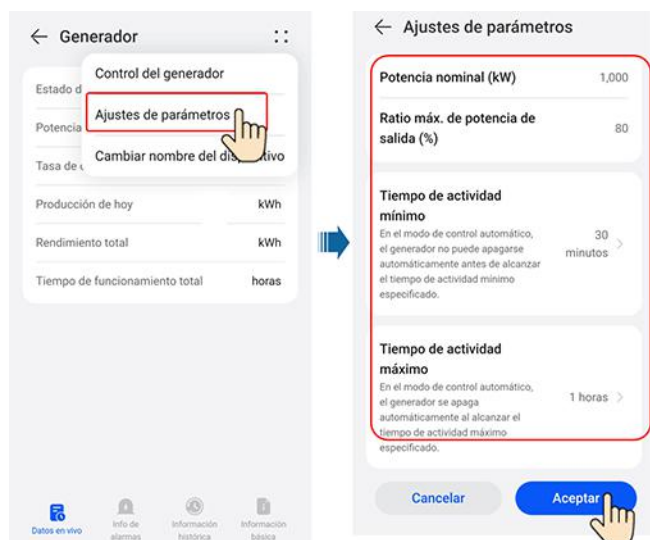 Generador
Control del generador
Estado d
Ajustes de parámetros
Potencia
Cambiar nombre del dispositivo
Tasa de
Producción de hoy kWh
Rendimiento total kWh
Tiempo de funcionamiento total horas
Datos en vivo
Info de
alarmas
Información
histórica
Información
básica
Ajustes de parámetros
Potencia nominal (kW) 1,000
Ratio máx. de potencia de
salida (%) 80
Tiempo de actividad
mínimo
En el modo de control automático,
el generador no puede apagarse
automáticamente antes de alcanzar
el tiempo de actividad mínimo
especificado.
30
minutos
Tiempo de actividad
máximo
En el modo de control automático,
el generador se apaga
automáticamente al alcanzar el
tiempo de actividad máximo
especificado.
1 horas
Cancelar
Aceptar